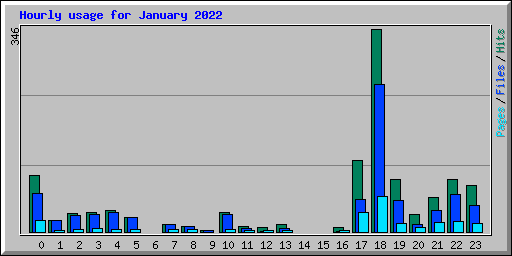 Hourly usage for January 2022
346
Pages/Files/Hits
0 1 2 3 4 5 6 7 8 9 10 11 12 13 14 15 16 17 18 19 20 21 22 23